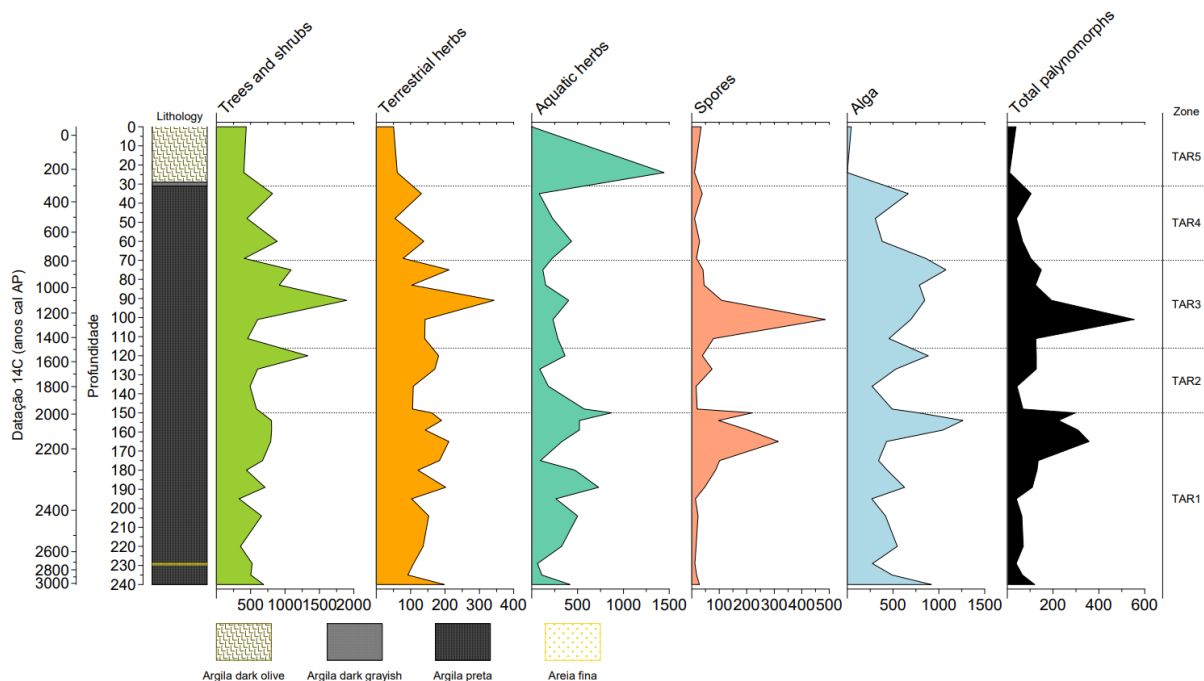 Trees and shrubs
Terrestrial herbs
Aquatic herbs
Spores
Alga
Total palynomorphs
Lithology
Zone
Datação 14C (anos cal AP)
0
200
400
600
800
1000
1200
1400
1600
1800
2000
2200
2400
2600
2800
3000
Profundidade
0
10
20
30
40
50
60
70
80
90
100
110
120
130
140
150
160
170
180
190
200
210
220
230
240
TAR5
TAR4
TAR3
TAR2
TAR1
500 1000 1500 2000
100 200 300 400
0 500 1000 1500
0 100 200 300 400 500
0 500 1000 1500
0 200 400 600
Argila dark olive
Argila dark grayish
Argila preta
Areia fina